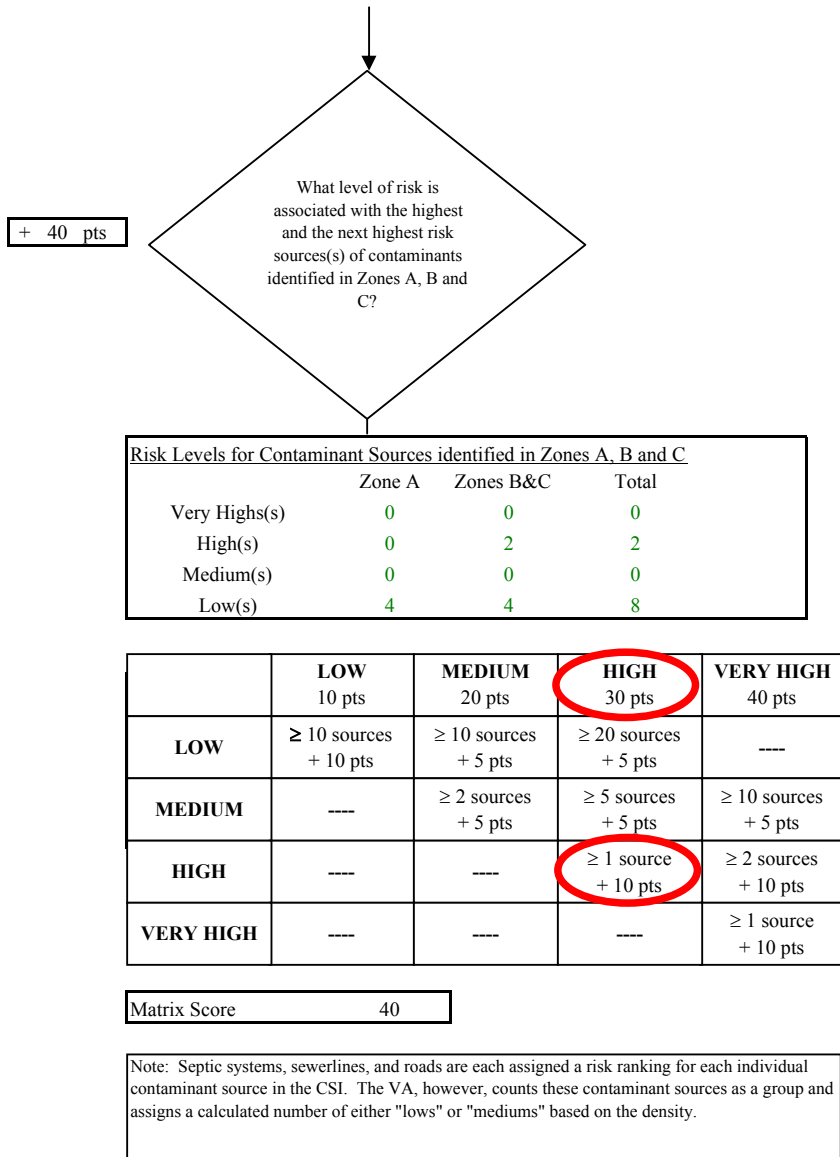 What level of risk is
associated with the highest
and the next highest risk
sources(s) of contaminants
identified in Zones A, B and
C?
+ 40 pts
Risk Levels for Contaminant Sources identified in Zones A, B and C
Zone A Zones B&C Total
Very Highs(s) 0 0 0
High(s) 0 2 2
Medium(s) 0 0 0
Low(s) 4 4 8
LOW MEDIUM HIGH VERY HIGH
10 pts 20 pts 30 pts 40 pts
LOW ≥ 10 sources + 10 pts ≥ 10 sources + 5 pts ≥ 20 sources + 5 pts ----
MEDIUM ---- ≥ 2 sources + 5 pts ≥ 5 sources + 5 pts ≥ 10 sources + 5 pts
HIGH ---- ---- ≥ 1 source + 10 pts ≥ 2 sources + 10 pts
VERY HIGH ---- ---- ---- ≥ 1 source + 10 pts
Matrix Score 40
Note: Septic systems, sewerlines, and roads are each assigned a risk ranking for each individual
contaminant source in the CSI. The VA, however, counts these contaminant sources as a group and
assigns a calculated number of either "lows" or "mediums" based on the density.